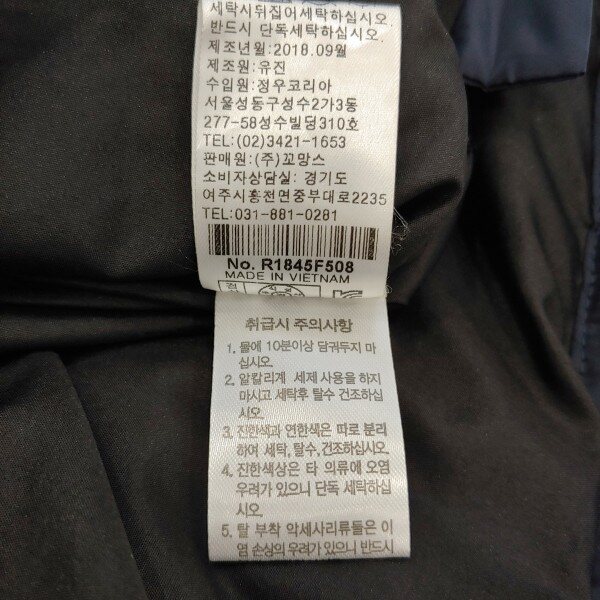 세탁시뒤집어세탁하십시오.
반드시 단독세탁하십시오.
제조년월: 2018.09월
제조원: 유진
수입원: 정우코리아
서울성동구성수2가3동
277-58성수빌딩310호
TEL:(02)3421-1653
판매원: (주)꼬망스
소비자상담실: 경기도
여주시흥천면중부대로2235
TEL:031-881-0281
No. R1845F508
MADE IN VIETNAM
취급시 주의사항
1. 물에 10분이상 담궈두지 마
십시오.
2. 알칼리계 세제 사용을 하지
마시고 세탁후 탈수 건조하십
시오.
3. 진한색과 연한색은 따로 분리
하여 세탁,탈수,건조하십시오.
4. 진한색상은 타 의류에 오염
우려가 있으니 단독 세탁하십
시오.
5. 탈 부착 악세사리류들은 이
염 손상의 우려가 있으니 반드시